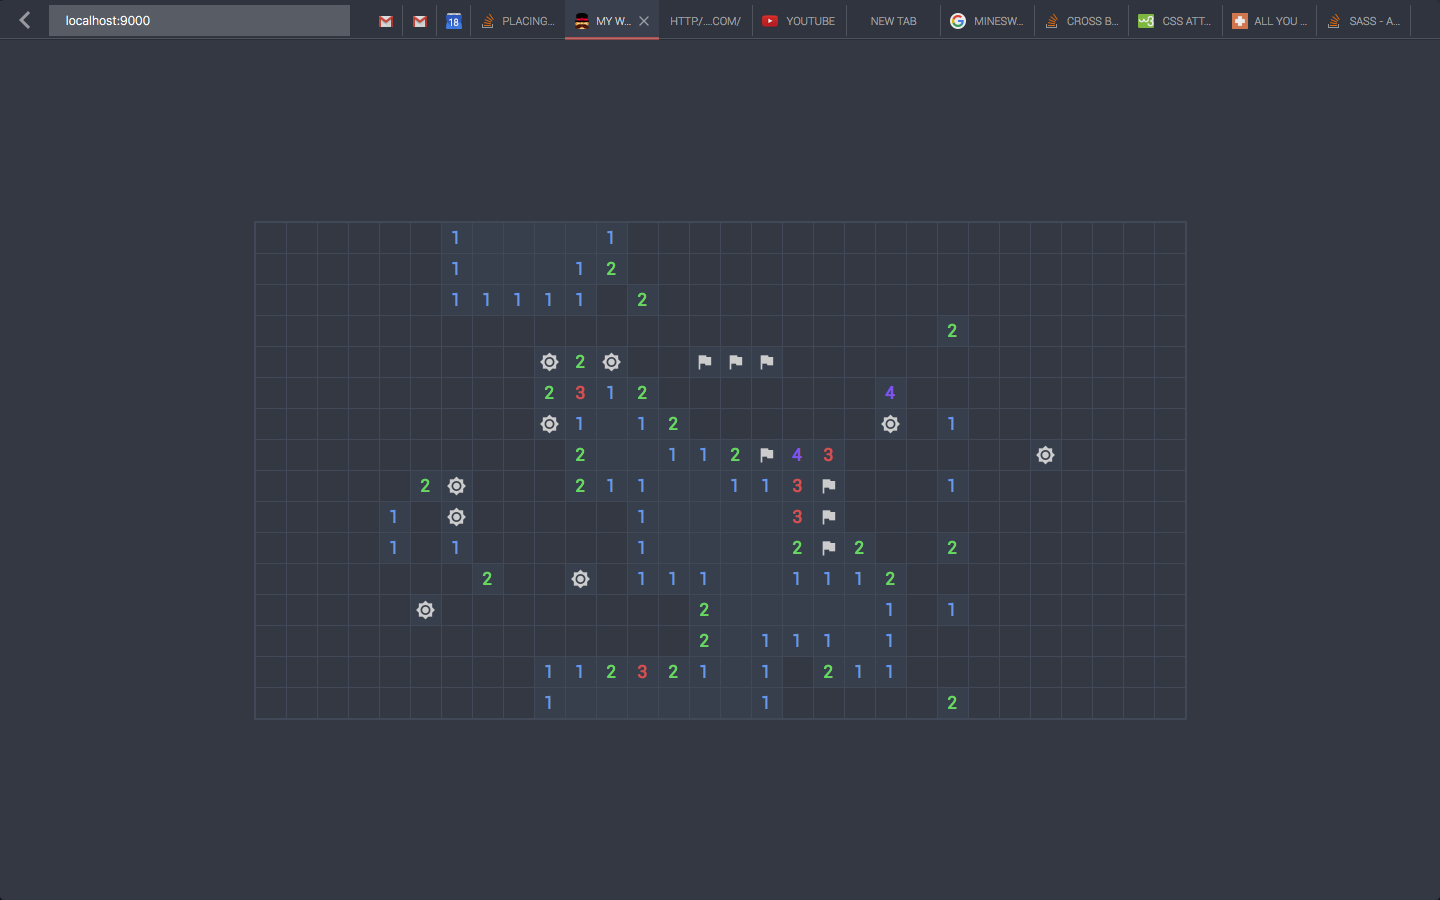 localhost:9000 18 PLACING... MY W... HTTP/....COM/ YOUTUBE NEW TAB MINESW... CROSS B... CSS ATT... ALL YOU ... SASS - A...
1 1
1 1 2
1 1 1 1 1 2
2
2
2 3 1 2 4
1 1 2 1
2 1 1 2 4 3
2 2 1 1 1 1 3 1
1 1 3
1 1 1 2 2 2
2 1 1 1 1 1 1 2
2 1 1
2 1 1 1 1
1 1 2 3 2 1 1 2 1 1
1 1 2